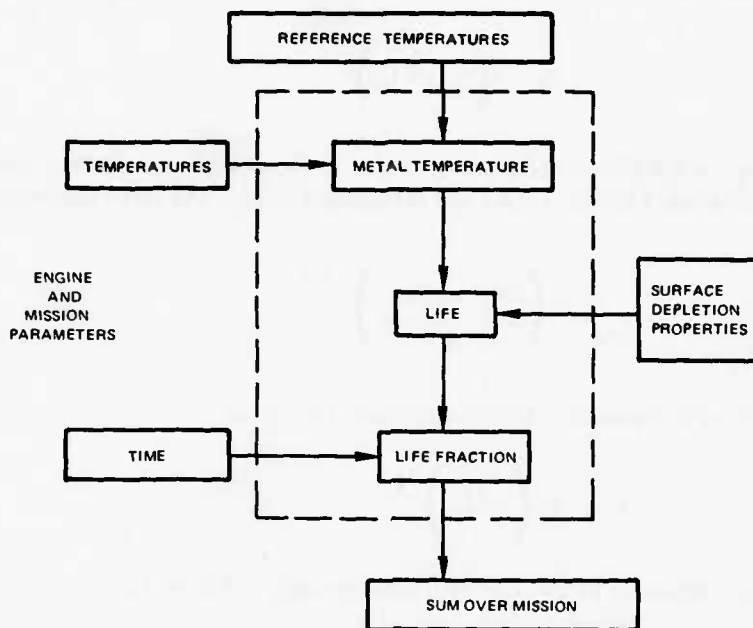 REFERENCE TEMPERATURES
TEMPERATURES
METAL TEMPERATURE
ENGINE
AND
MISSION
PARAMETERS
LIFE
SURFACE
DEPLETION
PROPERTIES
TIME
LIFE FRACTION
SUM OVER MISSION